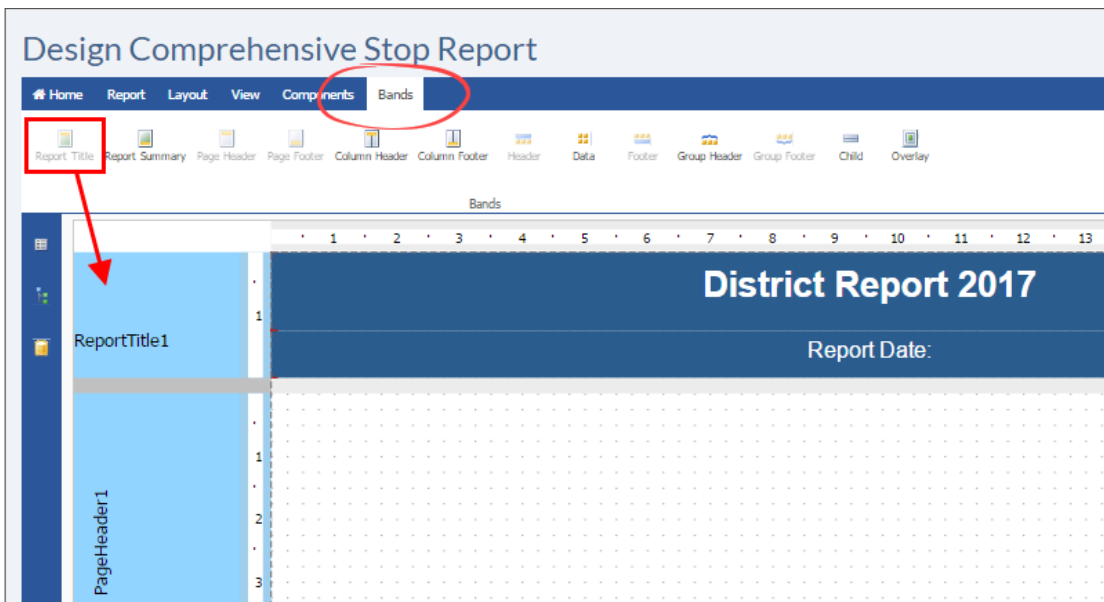 Design Comprehensive Stop Report
Home Report Layout View Components Bands
Report Title Report Summary Page Header Page Footer Column Header Column Footer Header Data Footer Group Header Group Footer Child Overlay
Bands
1 2 3 4 5 6 7 8 9 10 11 12 13
District Report 2017
1
ReportTitle1
Report Date:
1
2
PageHeader1
3